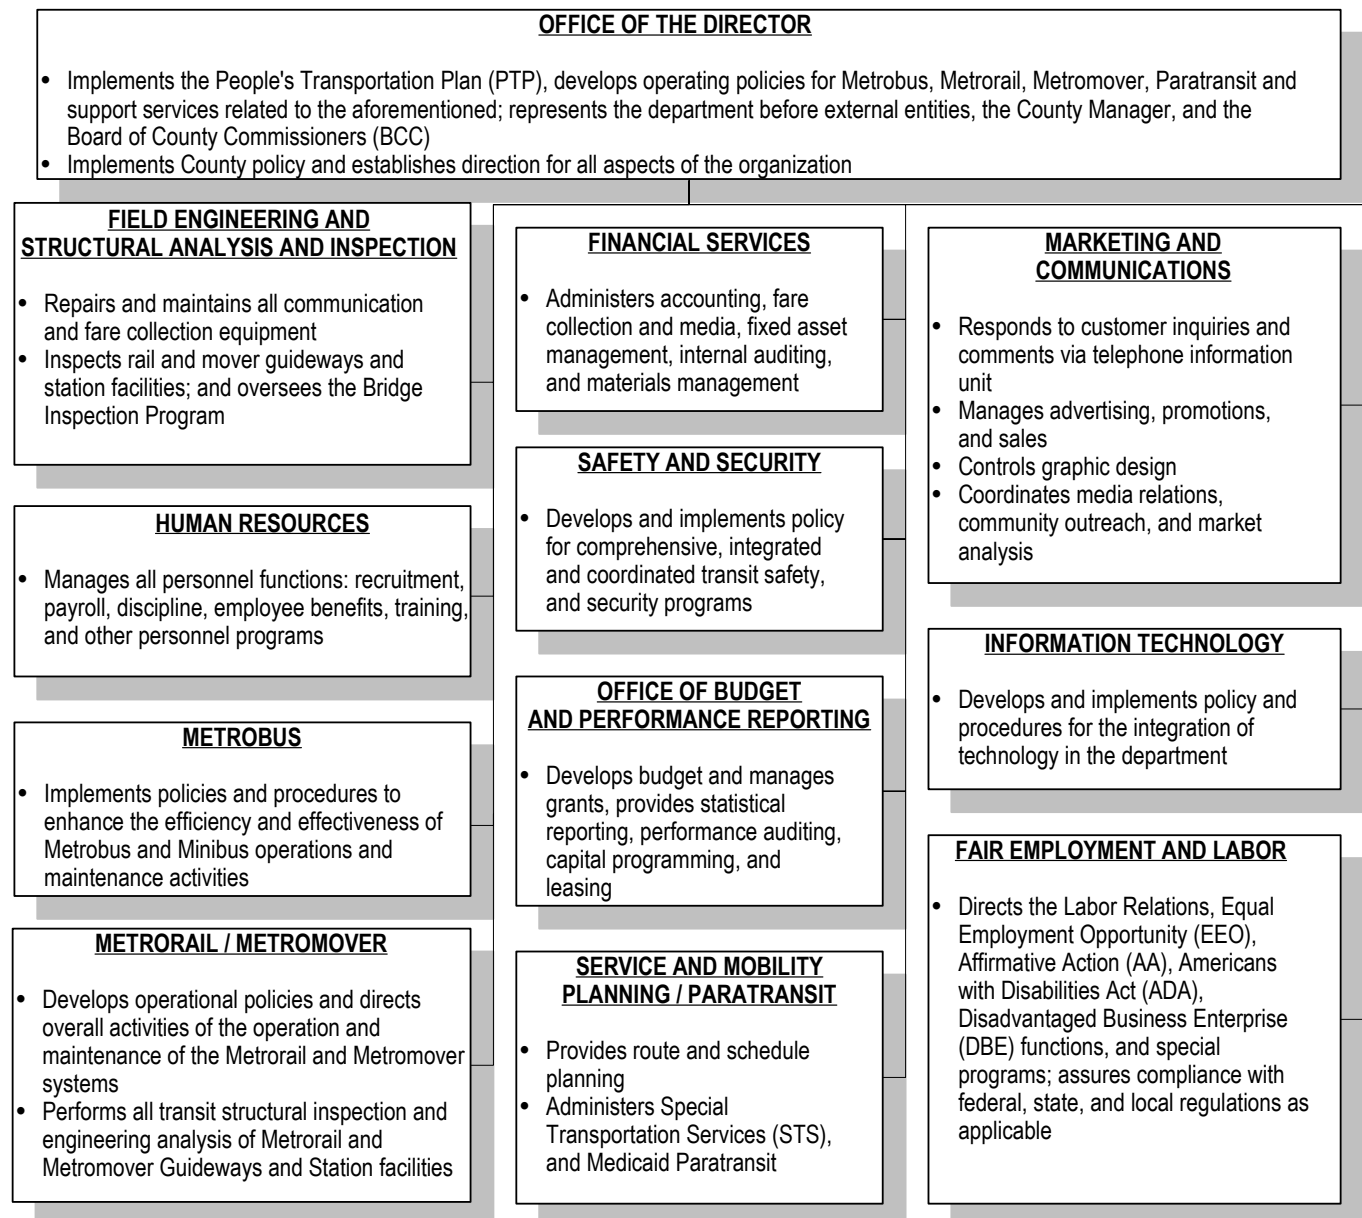 OFFICE OF THE DIRECTOR
• Implements the People's Transportation Plan (PTP), develops operating policies for Metrobus, Metrorail, Metromover, Paratransit and
support services related to the aforementioned; represents the department before external entities, the County Manager, and the
Board of County Commissioners (BCC)
• Implements County policy and establishes direction for all aspects of the organization
FIELD ENGINEERING AND
STRUCTURAL ANALYSIS AND INSPECTION
• Repairs and maintains all communication
and fare collection equipment
• Inspects rail and mover guideways and
station facilities; and oversees the Bridge
Inspection Program
HUMAN RESOURCES
• Manages all personnel functions: recruitment,
payroll, discipline, employee benefits, training,
and other personnel programs
METROBUS
• Implements policies and procedures to
enhance the efficiency and effectiveness of
Metrobus and Minibus operations and
maintenance activities
METRORAIL / METROMOVER
• Develops operational policies and directs
overall activities of the operation and
maintenance of the Metrorail and Metromover
systems
• Performs all transit structural inspection and
engineering analysis of Metrorail and
Metromover Guideways and Station facilities
FINANCIAL SERVICES
• Administers accounting, fare
collection and media, fixed asset
management, internal auditing,
and materials management
SAFETY AND SECURITY
• Develops and implements policy
for comprehensive, integrated
and coordinated transit safety,
and security programs
OFFICE OF BUDGET
AND PERFORMANCE REPORTING
• Develops budget and manages
grants, provides statistical
reporting, performance auditing,
capital programming, and
leasing
SERVICE AND MOBILITY
PLANNING / PARATRANSIT
• Provides route and schedule
planning
• Administers Special
Transportation Services (STS),
and Medicaid Paratransit
MARKETING AND
COMMUNICATIONS
• Responds to customer inquiries and
comments via telephone information
unit
• Manages advertising, promotions,
and sales
• Controls graphic design
• Coordinates media relations,
community outreach, and market
analysis
INFORMATION TECHNOLOGY
• Develops and implements policy and
procedures for the integration of
technology in the department
FAIR EMPLOYMENT AND LABOR
• Directs the Labor Relations, Equal
Employment Opportunity (EEO),
Affirmative Action (AA), Americans
with Disabilities Act (ADA),
Disadvantaged Business Enterprise
(DBE) functions, and special
programs; assures compliance with
federal, state, and local regulations as
applicable